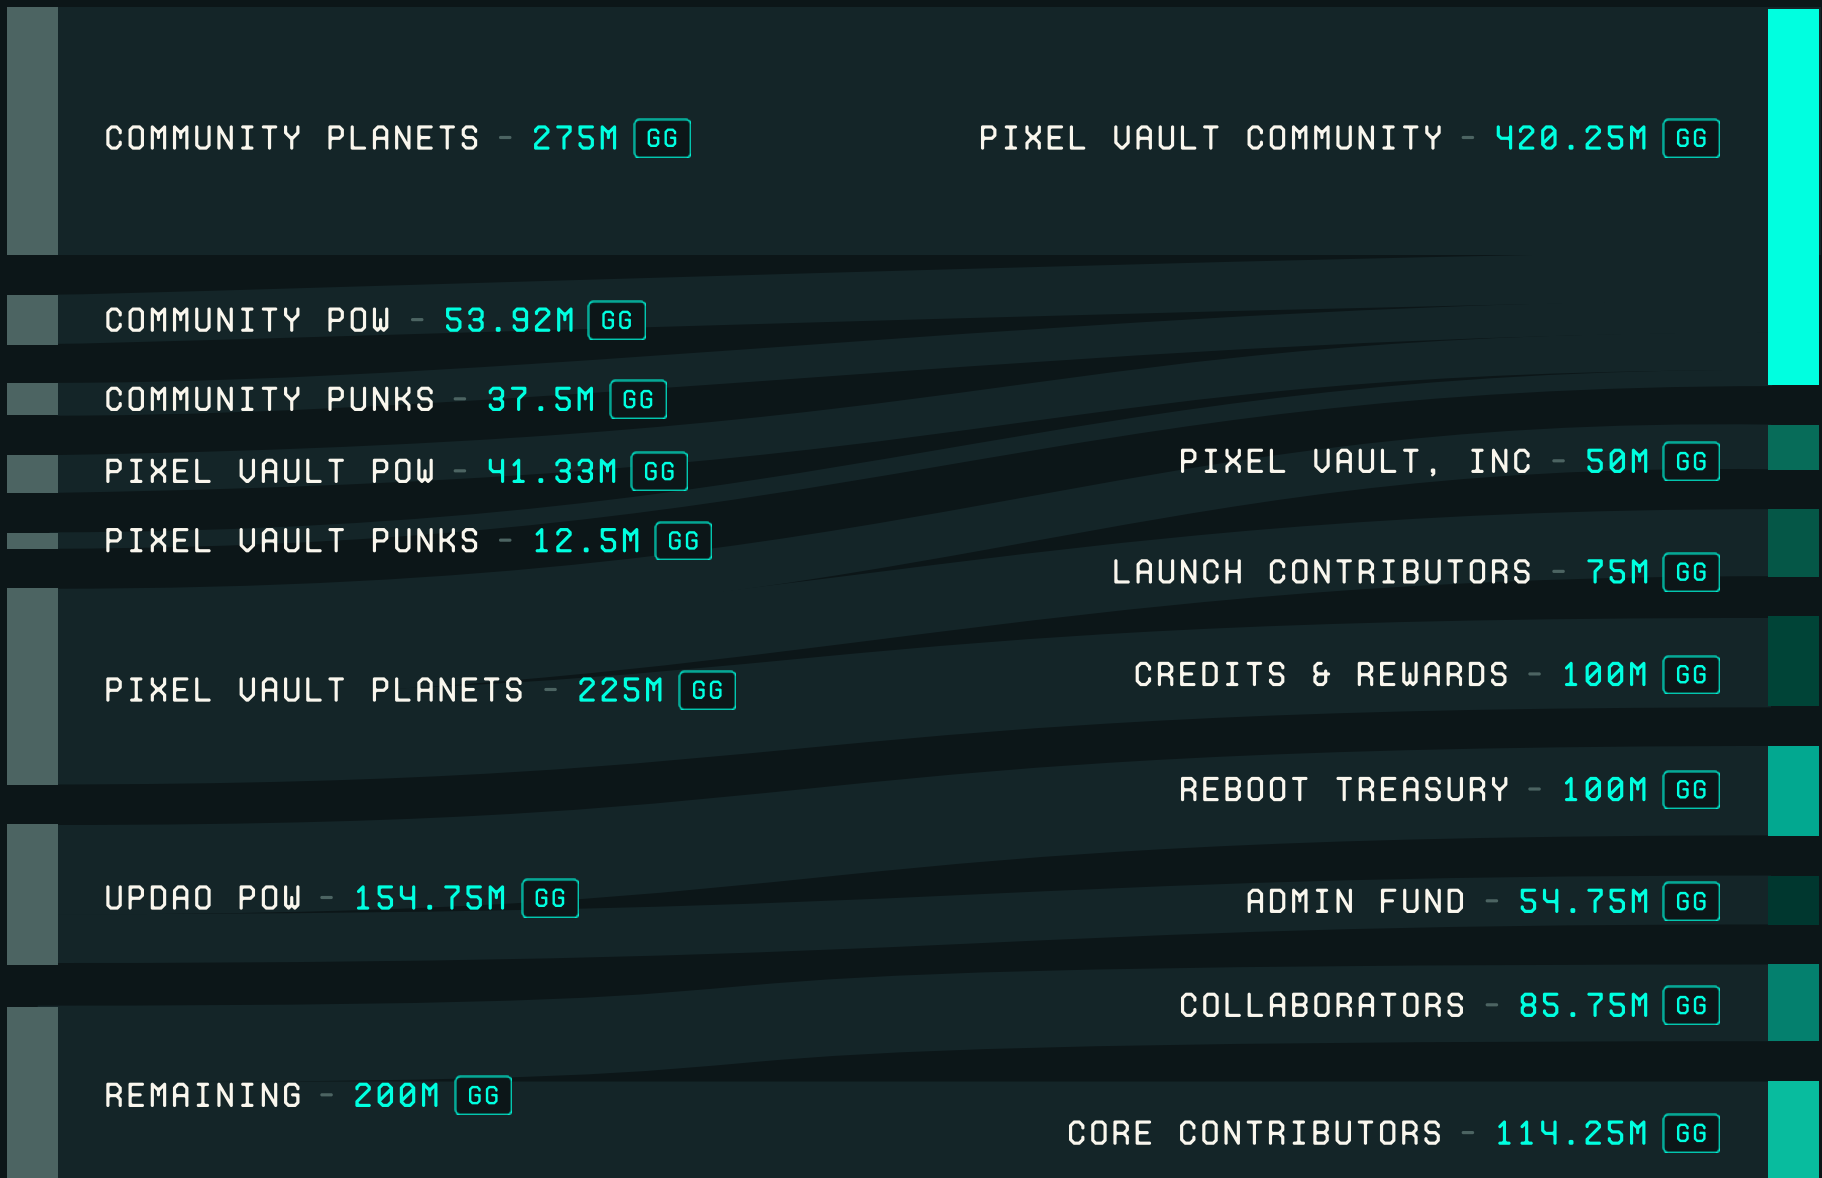 COMMUNITY PLANETS - 275M GG
PIXEL VAULT COMMUNITY - 420.25M GG
COMMUNITY POW - 53.92M GG
COMMUNITY PUNKS - 37.5M GG
PIXEL VAULT POW - 41.33M GG
PIXEL VAULT PUNKS - 12.5M GG
PIXEL VAULT PLANETS - 225M GG
UPDAO POW - 154.75M GG
REMAINING - 200M GG
PIXEL VAULT, INC - 50M GG
LAUNCH CONTRIBUTORS - 75M GG
CREDITS & REWARDS - 100M GG
REBOOT TREASURY - 100M GG
ADMIN FUND - 54.75M GG
COLLABORATORS - 85.75M GG
CORE CONTRIBUTORS - 114.25M GG